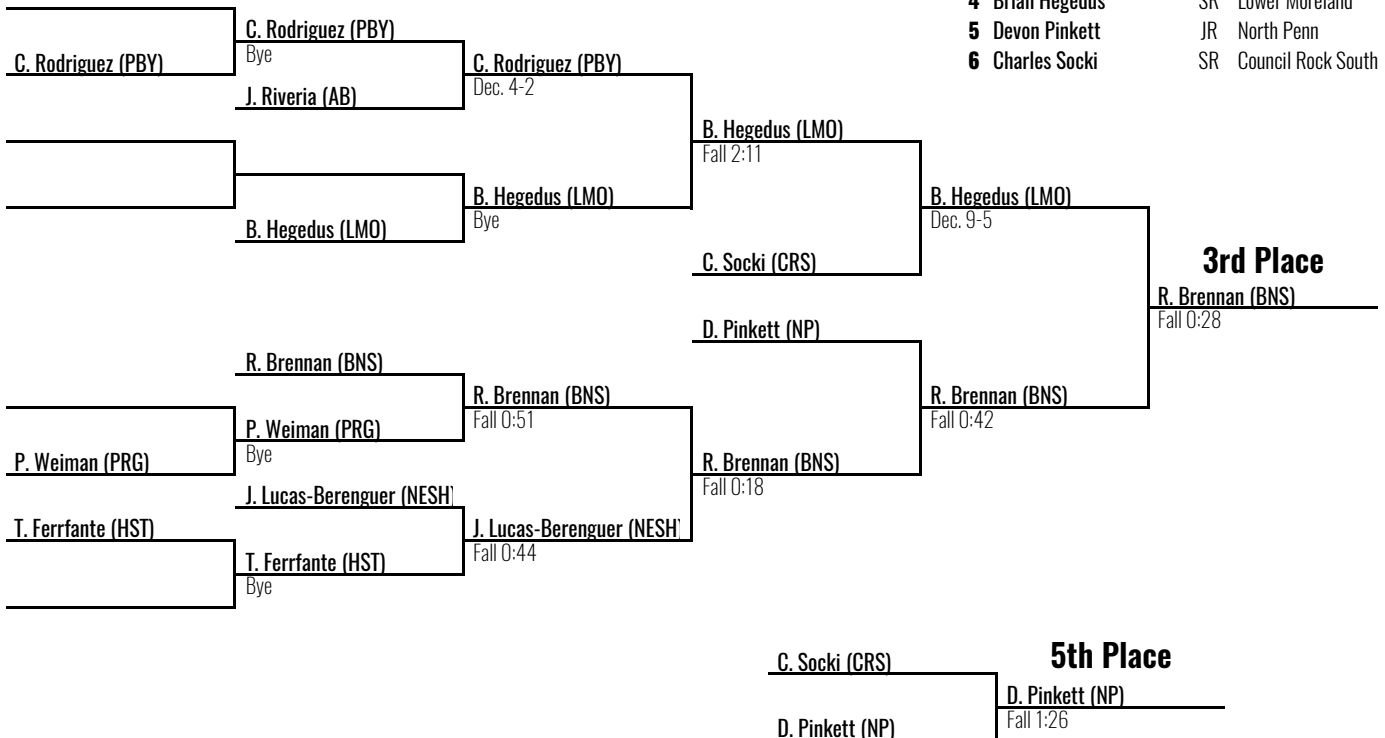 4 Brian Hegedus SR Lower Moreland
5 Devon Pinkett JR North Penn
6 Charles Socki SR Council Rock South
C. Rodriguez (PBY)
Bye
C. Rodriguez (PBY)
C. Rodriguez (PBY)
Dec. 4-2
J. Riveria (AB)
B. Hegedus (LMO)
Fall 2:11
B. Hegedus (LMO)
Bye
B. Hegedus (LMO)
Dec. 9-5
B. Hegedus (LMO)
C. Socki (CRS)
3rd Place
R. Brennan (BNS)
Fall 0:28
D. Pinkett (NP)
R. Brennan (BNS)
R. Brennan (BNS)
Fall 0:51
R. Brennan (BNS)
Fall 0:42
P. Weiman (PRG)
Bye
P. Weiman (PRG)
R. Brennan (BNS)
Fall 0:18
J. Lucas-Berenguer (NESH)
T. Ferrfante (HST)
J. Lucas-Berenguer (NESH)
Fall 0:44
T. Ferrfante (HST)
Bye
C. Socki (CRS)
5th Place
D. Pinkett (NP)
Fall 1:26
D. Pinkett (NP)